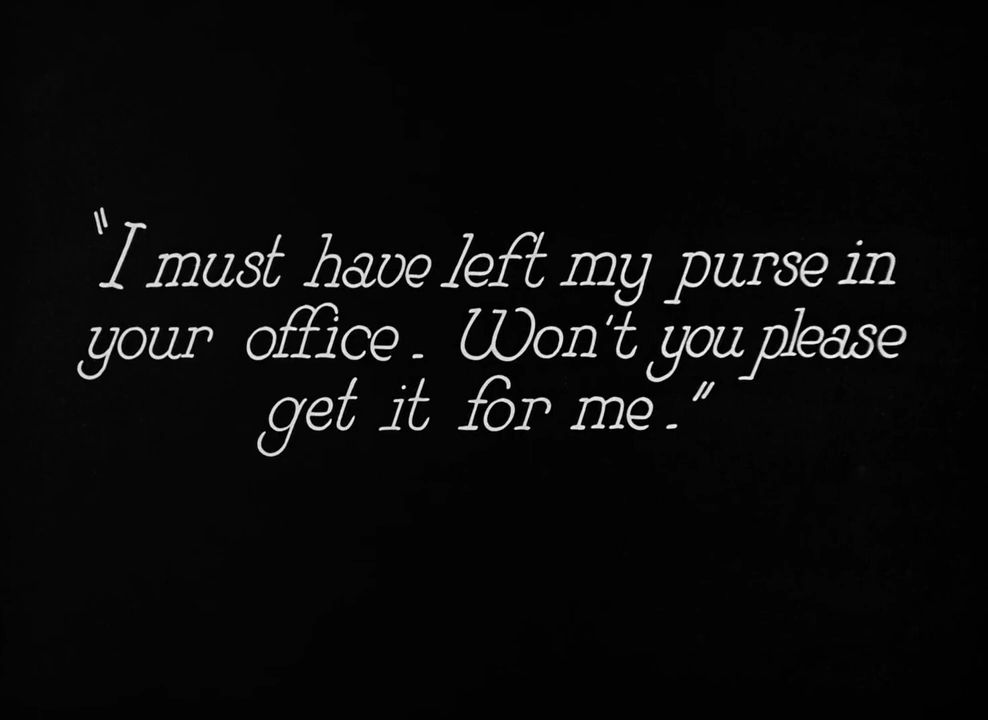 "I must have left my purse in
your office. Won't you please
get it for me."